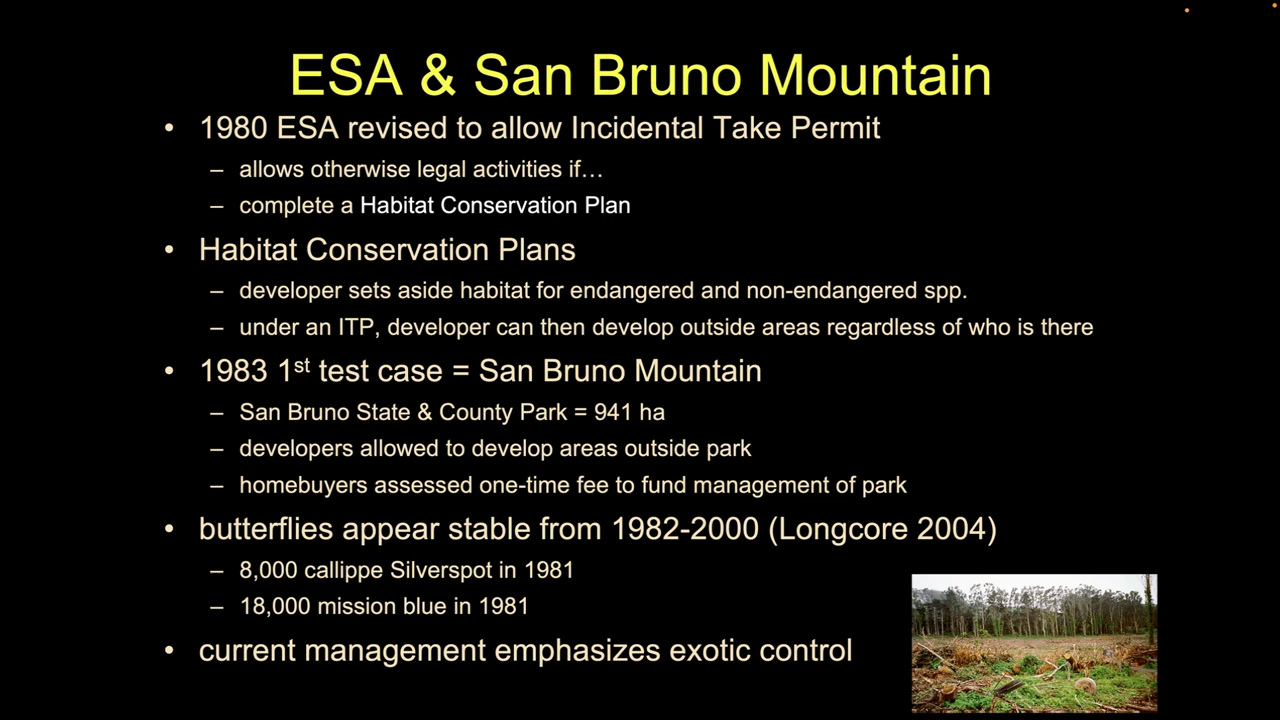 ESA & San Bruno Mountain
• 1980 ESA revised to allow Incidental Take Permit
– allows otherwise legal activities if…
– complete a Habitat Conservation Plan
• Habitat Conservation Plans
– developer sets aside habitat for endangered and non-endangered spp.
– under an ITP, developer can then develop outside areas regardless of who is there
• 1983 1st test case = San Bruno Mountain
– San Bruno State & County Park = 941 ha
– developers allowed to develop areas outside park
– homebuyers assessed one-time fee to fund management of park
• butterflies appear stable from 1982-2000 (Longcore 2004)
– 8,000 callippe Silverspot in 1981
– 18,000 mission blue in 1981
• current management emphasizes exotic control